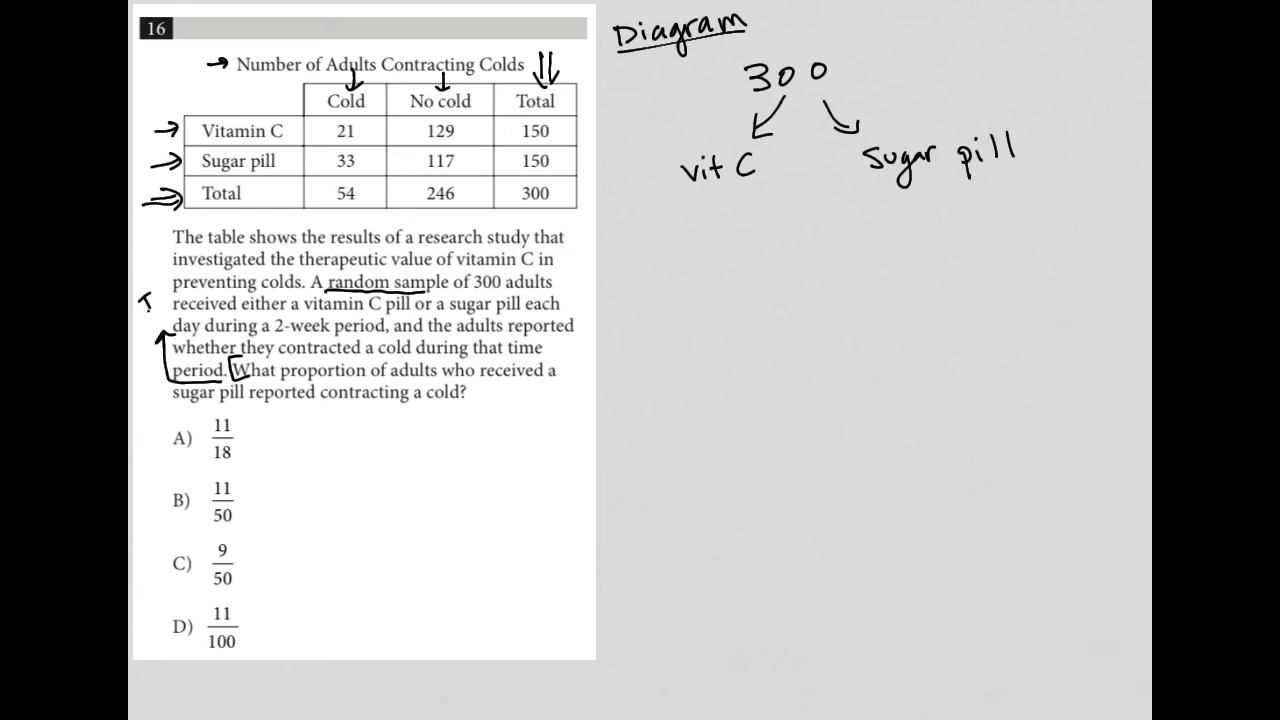 16
Number of Adults Contracting Colds
Cold No cold Total
Vitamin C 21 129 150
Sugar pill 33 117 150
Total 54 246 300
The table shows the results of a research study that
investigated the therapeutic value of vitamin C in
preventing colds. A random sample of 300 adults
received either a vitamin C pill or a sugar pill each
day during a 2-week period, and the adults reported
whether they contracted a cold during that time
period. What proportion of adults who received a
sugar pill reported contracting a cold?
A) 11/18
B) 11/50
C) 9/50
D) 11/100
Diagram
300
vit C sugar pill